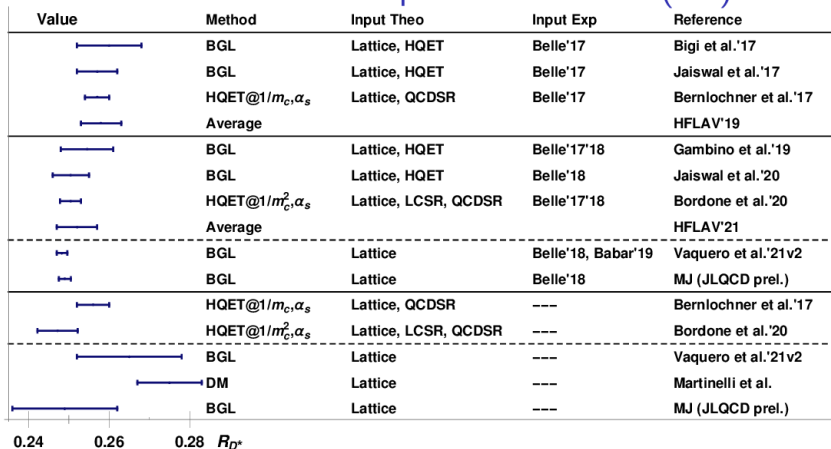 Value Method Input Theo Input Exp Reference
BGL Lattice, HQET Belle'17 Bigi et al.'17
BGL Lattice, HQET Belle'17 Jaiswal et al.'17
HQET@1/m_c,α_s Lattice, QCDSR Belle'17 Bernlochner et al.'17
Average HFLAV'19
BGL Lattice, HQET Belle'17'18 Gambino et al.'19
BGL Lattice, HQET Belle'18 Jaiswal et al.'20
HQET@1/m_c^2,α_s Lattice, LCSR, QCDSR Belle'17'18 Bordone et al.'20
Average HFLAV'21
BGL Lattice Belle'18, Babar'19 Vaquero et al.'21v2
BGL Lattice Belle'18 MJ (JLQCD prel.)
HQET@1/m_c,α_s Lattice, QCDSR --- Bernlochner et al.'17
HQET@1/m_c^2,α_s Lattice, LCSR, QCDSR --- Bordone et al.'20
BGL Lattice --- Vaquero et al.'21v2
DM Lattice --- Martinelli et al.
BGL Lattice --- MJ (JLQCD prel.)
0.24 0.26 0.28 R_D*